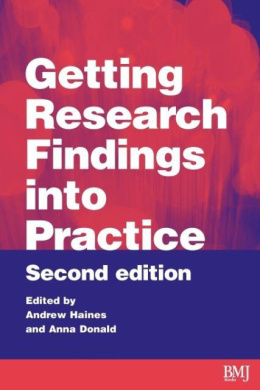 Getting
Research
Findings
into
Practice
Second edition
Edited by
Andrew Haines
and Anna Donald
BMJ
Books